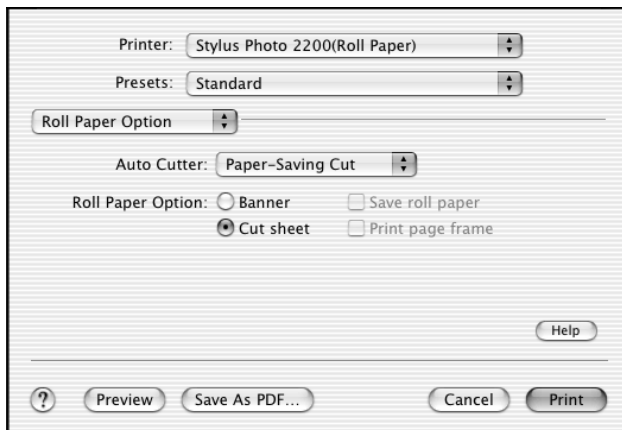 Printer: Stylus Photo 2200(Roll Paper)
Presets: Standard
Roll Paper Option
Auto Cutter: Paper-Saving Cut
Roll Paper Option: Banner Save roll paper
Cut sheet Print page frame
Help
? Preview Save As PDF... Cancel Print